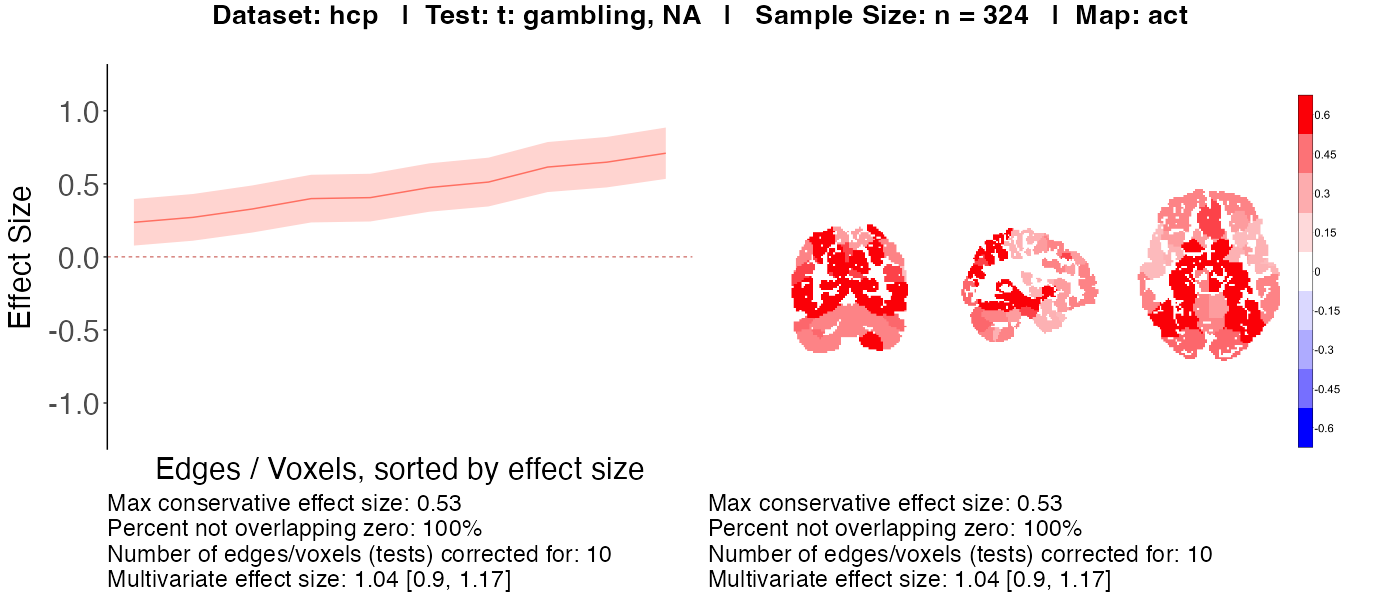 Dataset: hcp | Test: t: gambling, NA | Sample Size: n = 324 | Map: act
Effect Size
1.0
0.5
0.0
-0.5
-1.0
Edges / Voxels, sorted by effect size
Max conservative effect size: 0.53
Percent not overlapping zero: 100%
Number of edges/voxels (tests) corrected for: 10
Multivariate effect size: 1.04 [0.9, 1.17]
0.6
0.45
0.3
0.15
0
-0.15
-0.3
-0.45
-0.6
Max conservative effect size: 0.53
Percent not overlapping zero: 100%
Number of edges/voxels (tests) corrected for: 10
Multivariate effect size: 1.04 [0.9, 1.17]